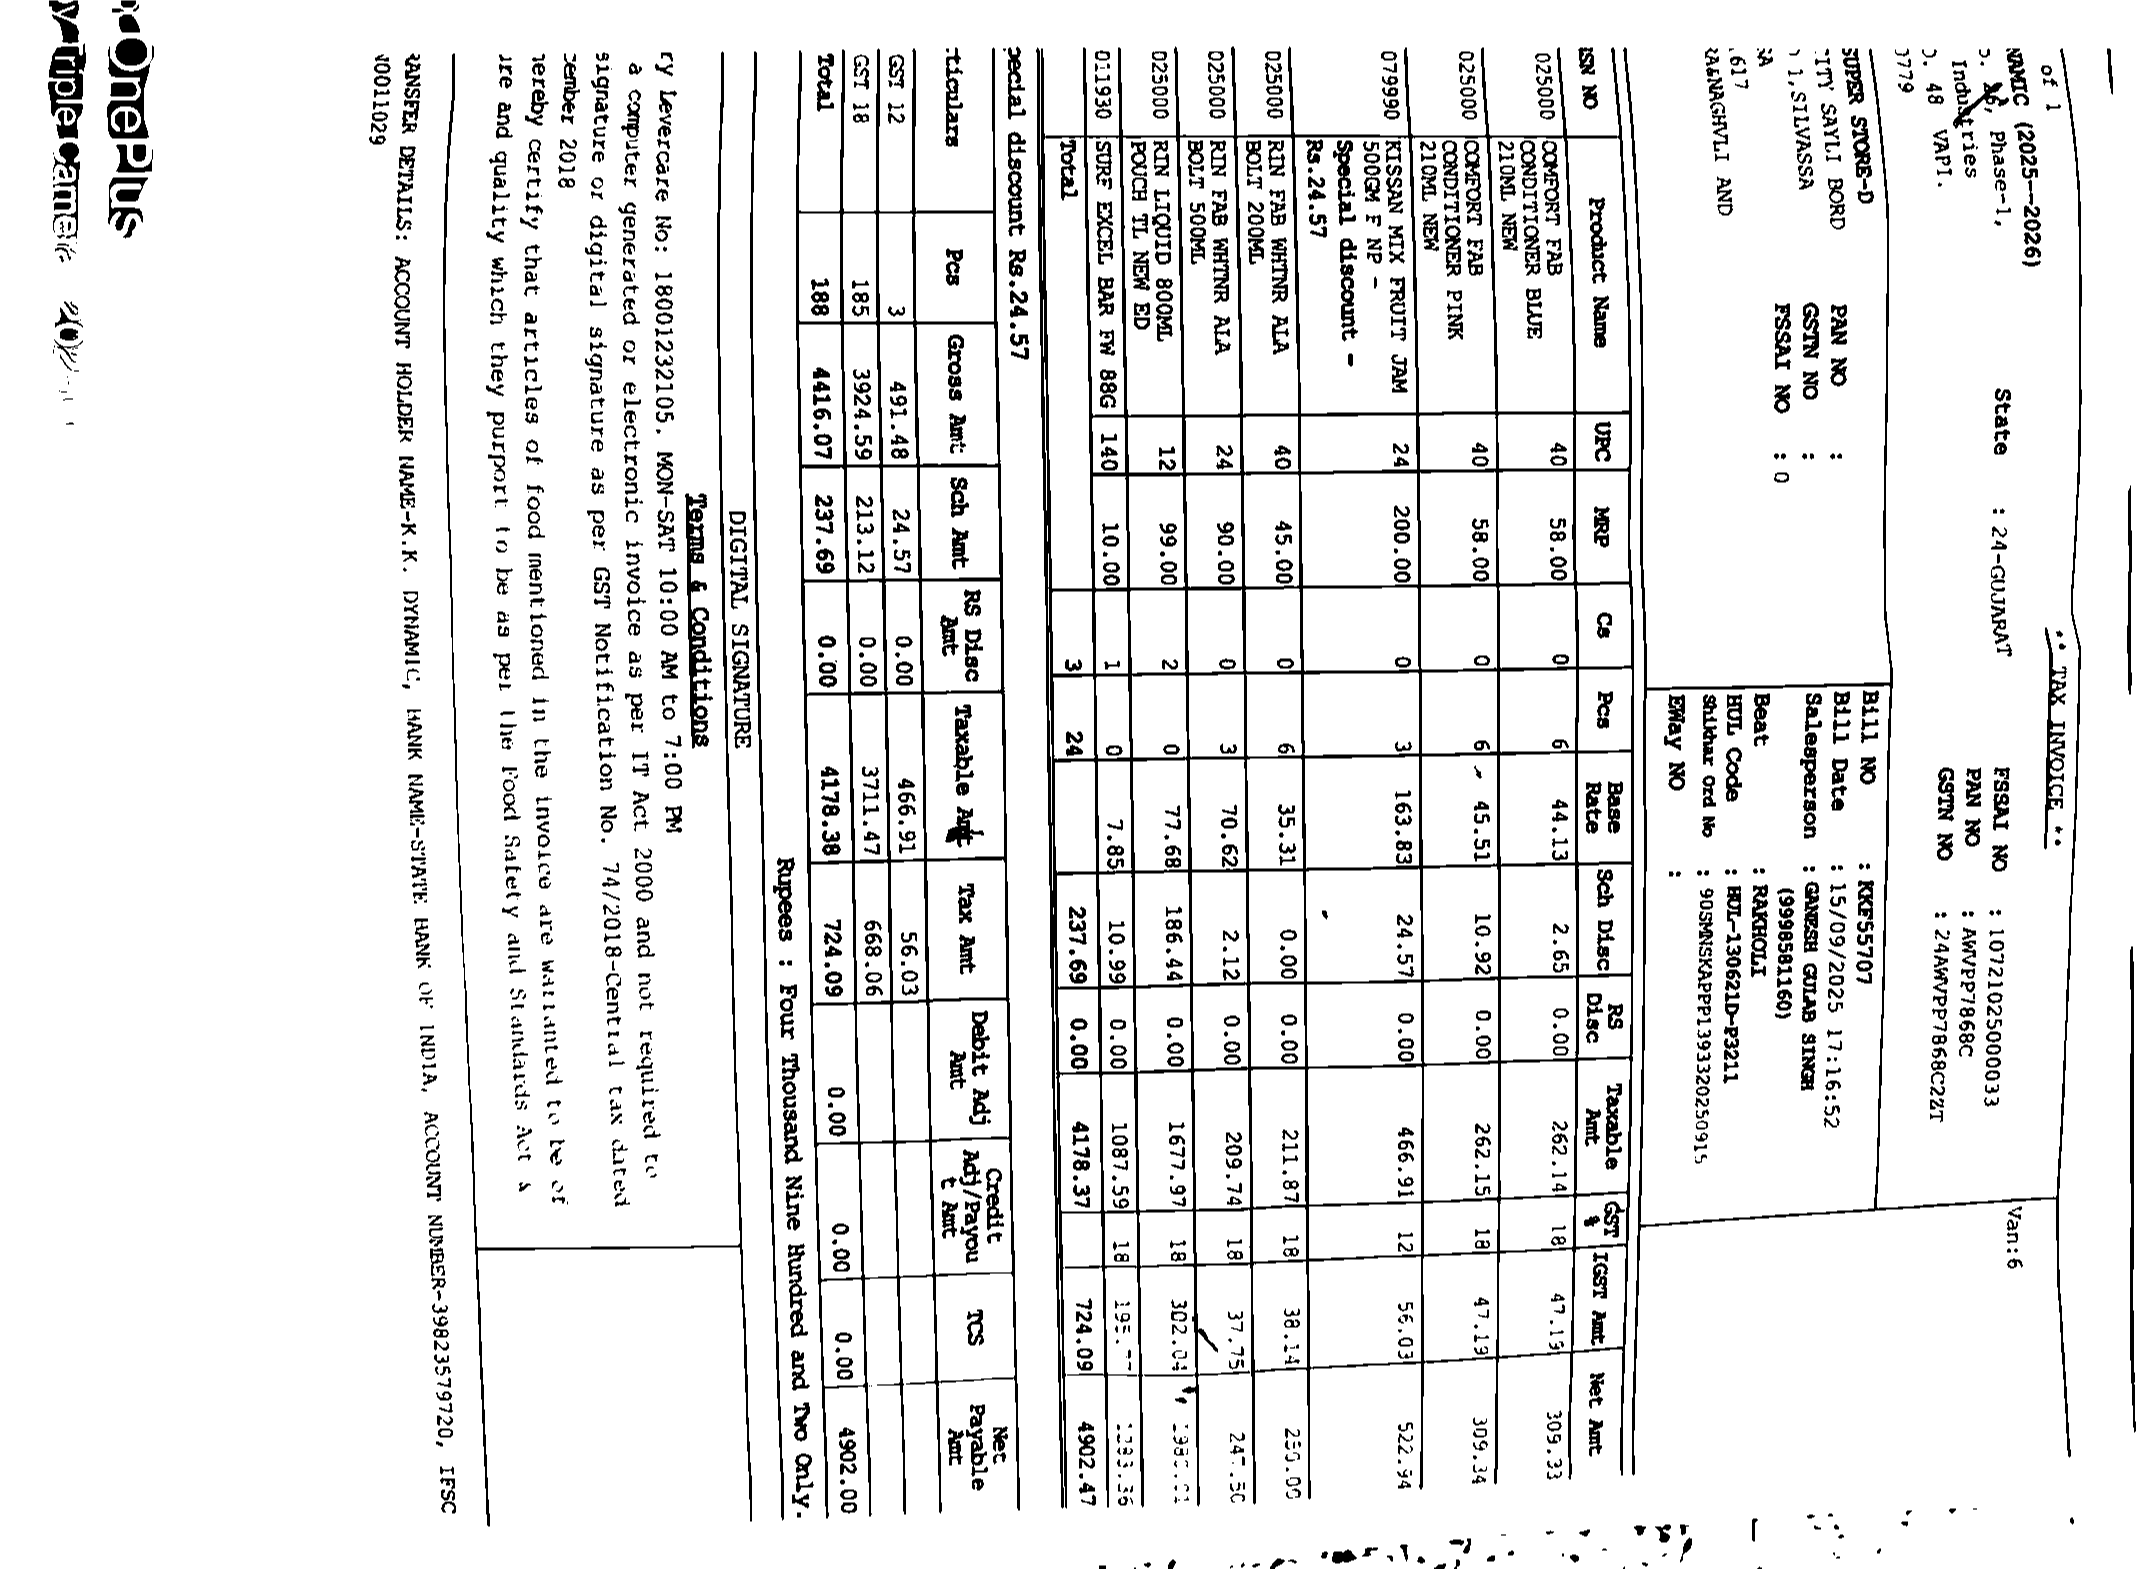 of 1
** TAX INVOICE **
NAMIC (2025--2026)
State : 24-GUJARAT
FSSAI NO : 10721025000033
Van:6
Phase-1,
PAN NO : AWVPP7868C
Industries
GSTN NO : 24AWVPP7868C2ZT
48 VAPI.
0779
SUPER STORE-D
PAN NO :
Bill NO : KKF55707
ITY SAYLI BORD
GSTN NO :
Bill Date : 15/09/2025 17:16:52
1,SILVASSA
FSSAI NO : 0
Salesperson : GANESH GULAB SINGH
(9998581160)
Beat : RAKHOLI
617
HUL Code : HUL-130621D-P3211
RA&NAGHVLI AND
Shikhar Ord No : 90SMNSKAPPP1393320250915
EWay NO :
SN NO Product Name UPC MRP Cs Pcs Base Rate Sch Disc RS Disc Taxable Amt GST % IGST Amt Net Amt
025000 COMFORT FAB CONDITIONER BLUE 210ML NEW 40 58.00 0 6 44.13 2.65 0.00 262.14 18 47.19 309.33
025000 COMFORT FAB CONDITIONER PINK 210ML NEW 40 58.00 0 6 45.51 10.92 0.00 262.15 18 47.19 309.34
079990 KISSAN MIX FRUIT JAM 500GM F NP - 24 200.00 0 3 163.83 24.57 0.00 466.91 12 56.03 522.94
Special discount -
Rs.24.57
025000 RIN FAB WHTNR ALA BOLT 200ML 40 45.00 0 6 35.31 0.00 0.00 211.87 18 38.14 250.00
025000 RIN FAB WHTNR ALA BOLT 500ML 24 90.00 0 3 70.62 2.12 0.00 209.74 18 37.75 247.50
025000 RIN LIQUID 800ML POUCH TL NEW ED 12 99.00 2 0 77.68 186.44 0.00 1677.97 18 302.04
011930 SURF EXCEL BAR FW 88G 140 10.00 1 0 7.85 10.99 0.00 1087.59 18
Total 3 24 237.69 0.00 4178.37 724.09 4902.47
pecial discount Rs.24.57
ticulars Pcs Gross Amt Sch Amt RS Disc Amt Taxable Amt Tax Amt Debit Adj Amt Credit Adj/Payout Amt TCS Net Payable Amt
GST 12 3 491.48 24.57 0.00 466.91 56.03
GST 18 185 3924.59 213.12 0.00 3711.47 668.06
Total 188 4416.07 237.69 0.00 4178.38 724.09 0.00 0.00 0.00 4902.00
Rupees : Four Thousand Nine Hundred and Two Only.
DIGITAL SIGNATURE
Terms & Conditions
ry Levercare No: 18001232105. MON-SAT 10:00 AM to 7:00 PM
a computer generated or electronic invoice as per IT Act 2000 and not required to
signature or digital signature as per GST Notification No. 74/2018-Central tax dated
cember 2018
hereby certify that articles of food mentioned in the invoice are warranted to be of
re and quality which they purport to be as per the Food Safety and Standards Act &
RANSFER DETAILS: ACCOUNT HOLDER NAME-K.K. DYNAMIC, BANK NAME-STATE BANK OF INDIA, ACCOUNT NUMBER-39823579720, IFSC
N0011029
OnePlus
Triple Camera